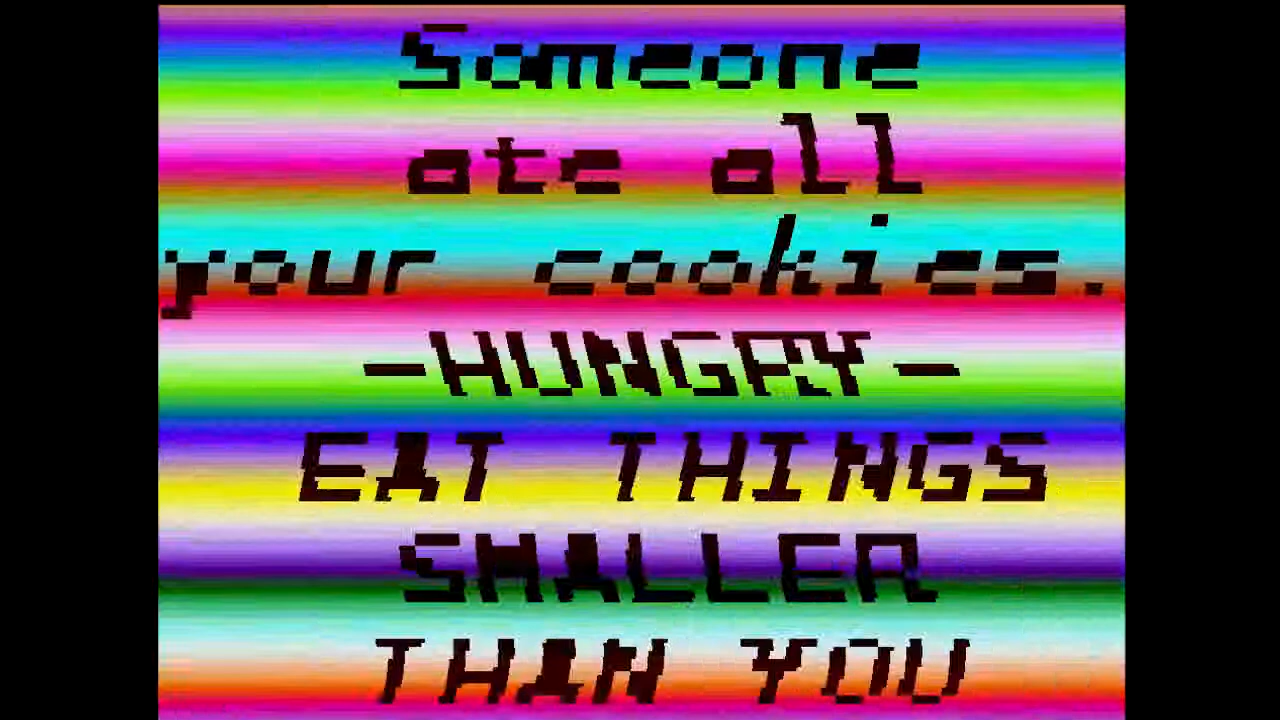 Someone
ate all
your cookies.
-HUNGRY-
EAT THINGS
SMALLER
THAN YOU